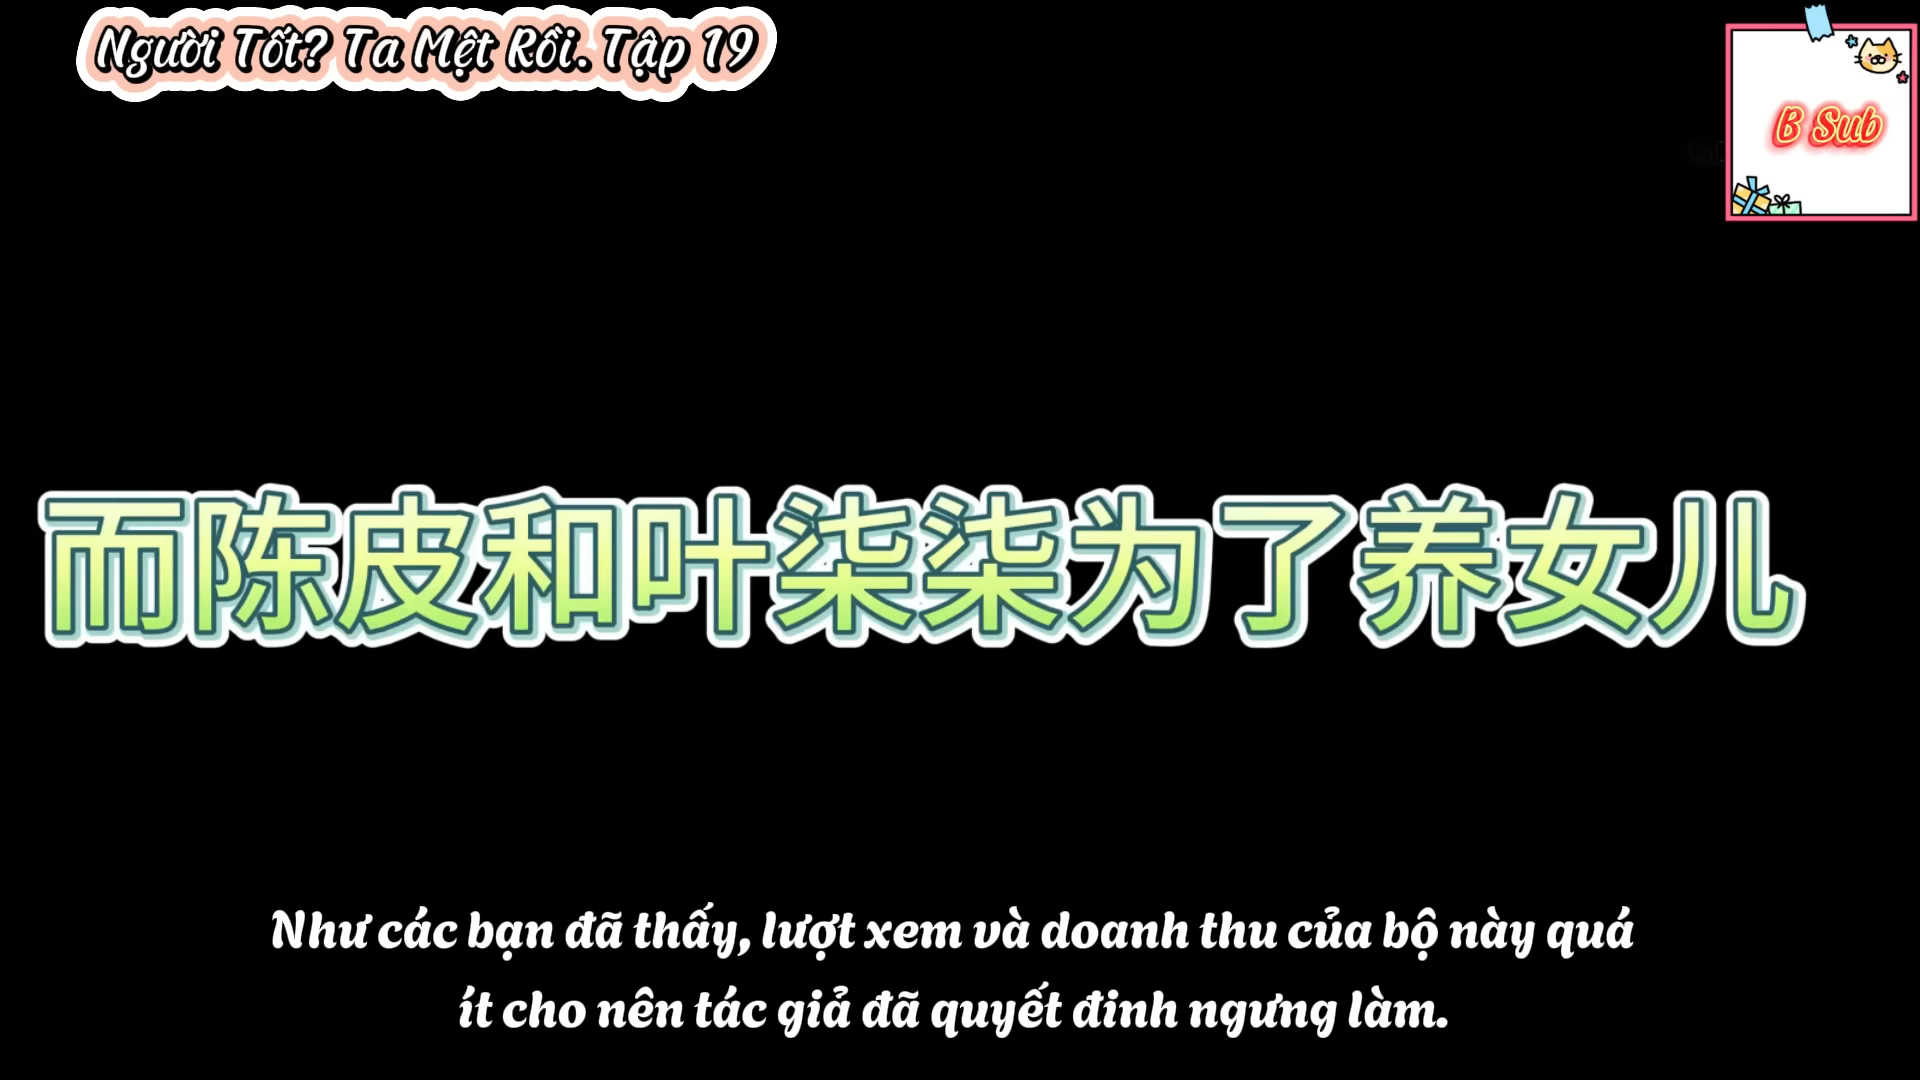 Người Tốt? Ta Mệt Rồi. Tập 19
B Sub
而陈皮和叶柒柒为了养女儿
Như các bạn đã thấy, lượt xem và doanh thu của bộ này quá
ít cho nên tác giả đã quyết đinh ngưng làm.